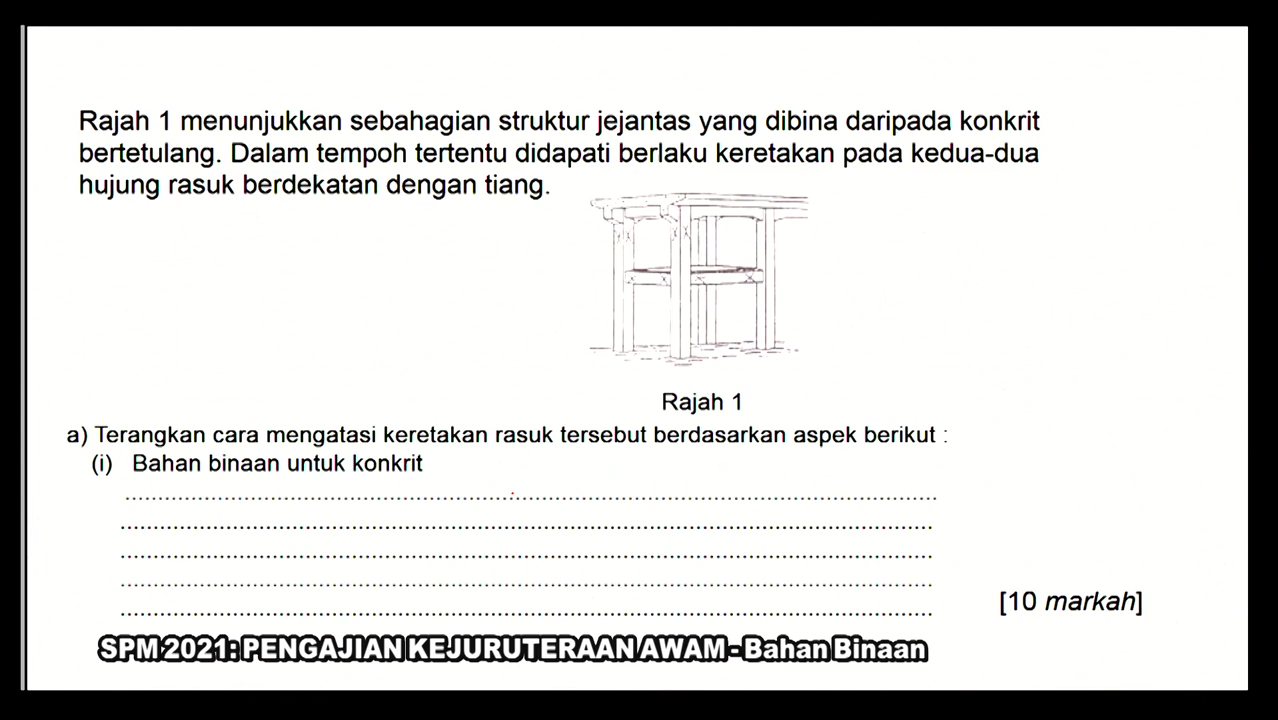 Rajah 1 menunjukkan sebahagian struktur jejantas yang dibina daripada konkrit
bertetulang. Dalam tempoh tertentu didapati berlaku keretakan pada kedua-dua
hujung rasuk berdekatan dengan tiang.
Rajah 1
a) Terangkan cara mengatasi keretakan rasuk tersebut berdasarkan aspek berikut :
(i) Bahan binaan untuk konkrit
[10 markah]
SPM 2021: PENGAJIAN KEJURUTERAAN AWAM - Bahan Binaan